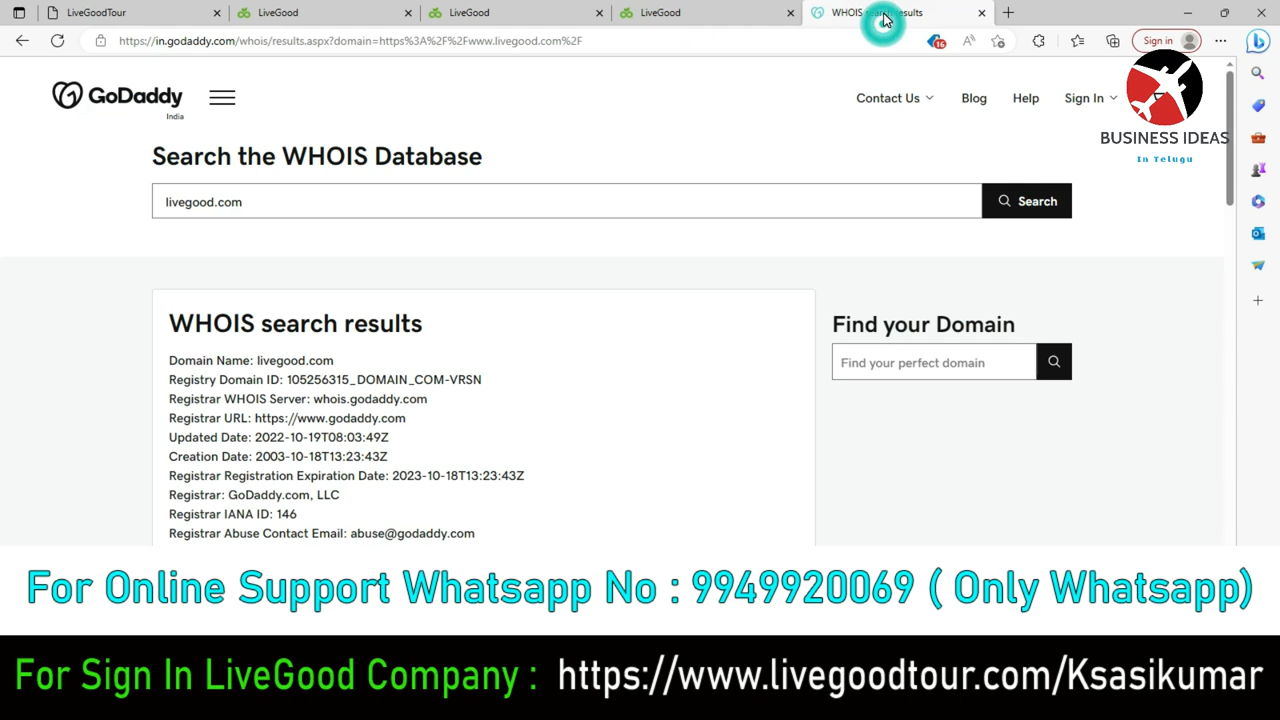 LiveGoodTour
LiveGood
LiveGood
LiveGood
WHOIS search results
https://in.godaddy.com/whois/results.aspx?domain=https%3A%2F%2Fwww.livegood.com%2F
16
Sign in
GoDaddy
India
Contact Us
Blog
Help
Sign In
BUSINESS IDEAS
In Telugu
Search the WHOIS Database
livegood.com
Search
WHOIS search results
Domain Name: livegood.com
Registry Domain ID: 105256315_DOMAIN_COM-VRSN
Registrar WHOIS Server: whois.godaddy.com
Registrar URL: https://www.godaddy.com
Updated Date: 2022-10-19T08:03:49Z
Creation Date: 2003-10-18T13:23:43Z
Registrar Registration Expiration Date: 2023-10-18T13:23:43Z
Registrar: GoDaddy.com, LLC
Registrar IANA ID: 146
Registrar Abuse Contact Email: abuse@godaddy.com
Find your Domain
Find your perfect domain
For Online Support Whatsapp No : 9949920069 ( Only Whatsapp)
For Sign In LiveGood Company : https://www.livegoodtour.com/Ksasikumar